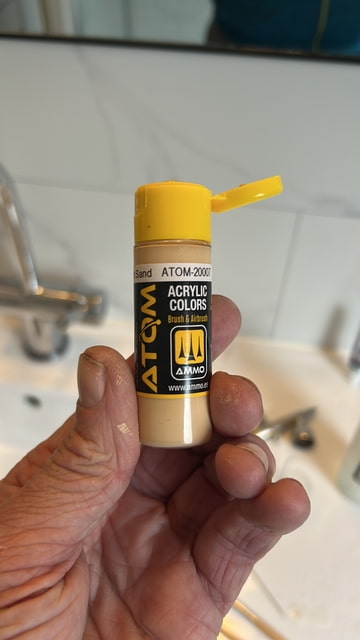 Sand ATOM-20007
ATOM
ACRYLIC
COLORS
Brush & Airbrush
AMMO
www.ammo.es